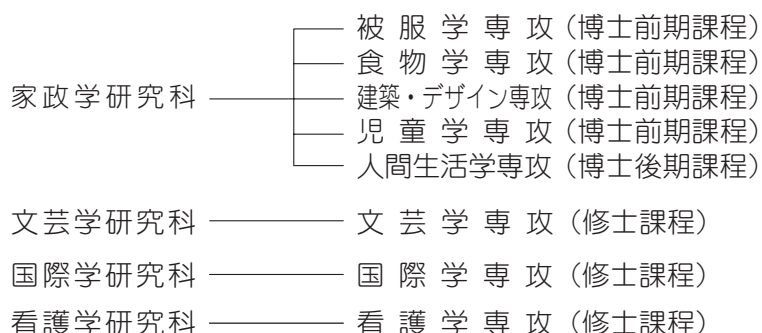 被服学専攻（博士前期課程）
食物学専攻（博士前期課程）
家政学研究科 建築・デザイン専攻（博士前期課程）
児童学専攻（博士前期課程）
人間生活学専攻（博士後期課程）
文芸学研究科 文芸学専攻（修士課程）
国際学研究科 国際学専攻（修士課程）
看護学研究科 看護学専攻（修士課程）